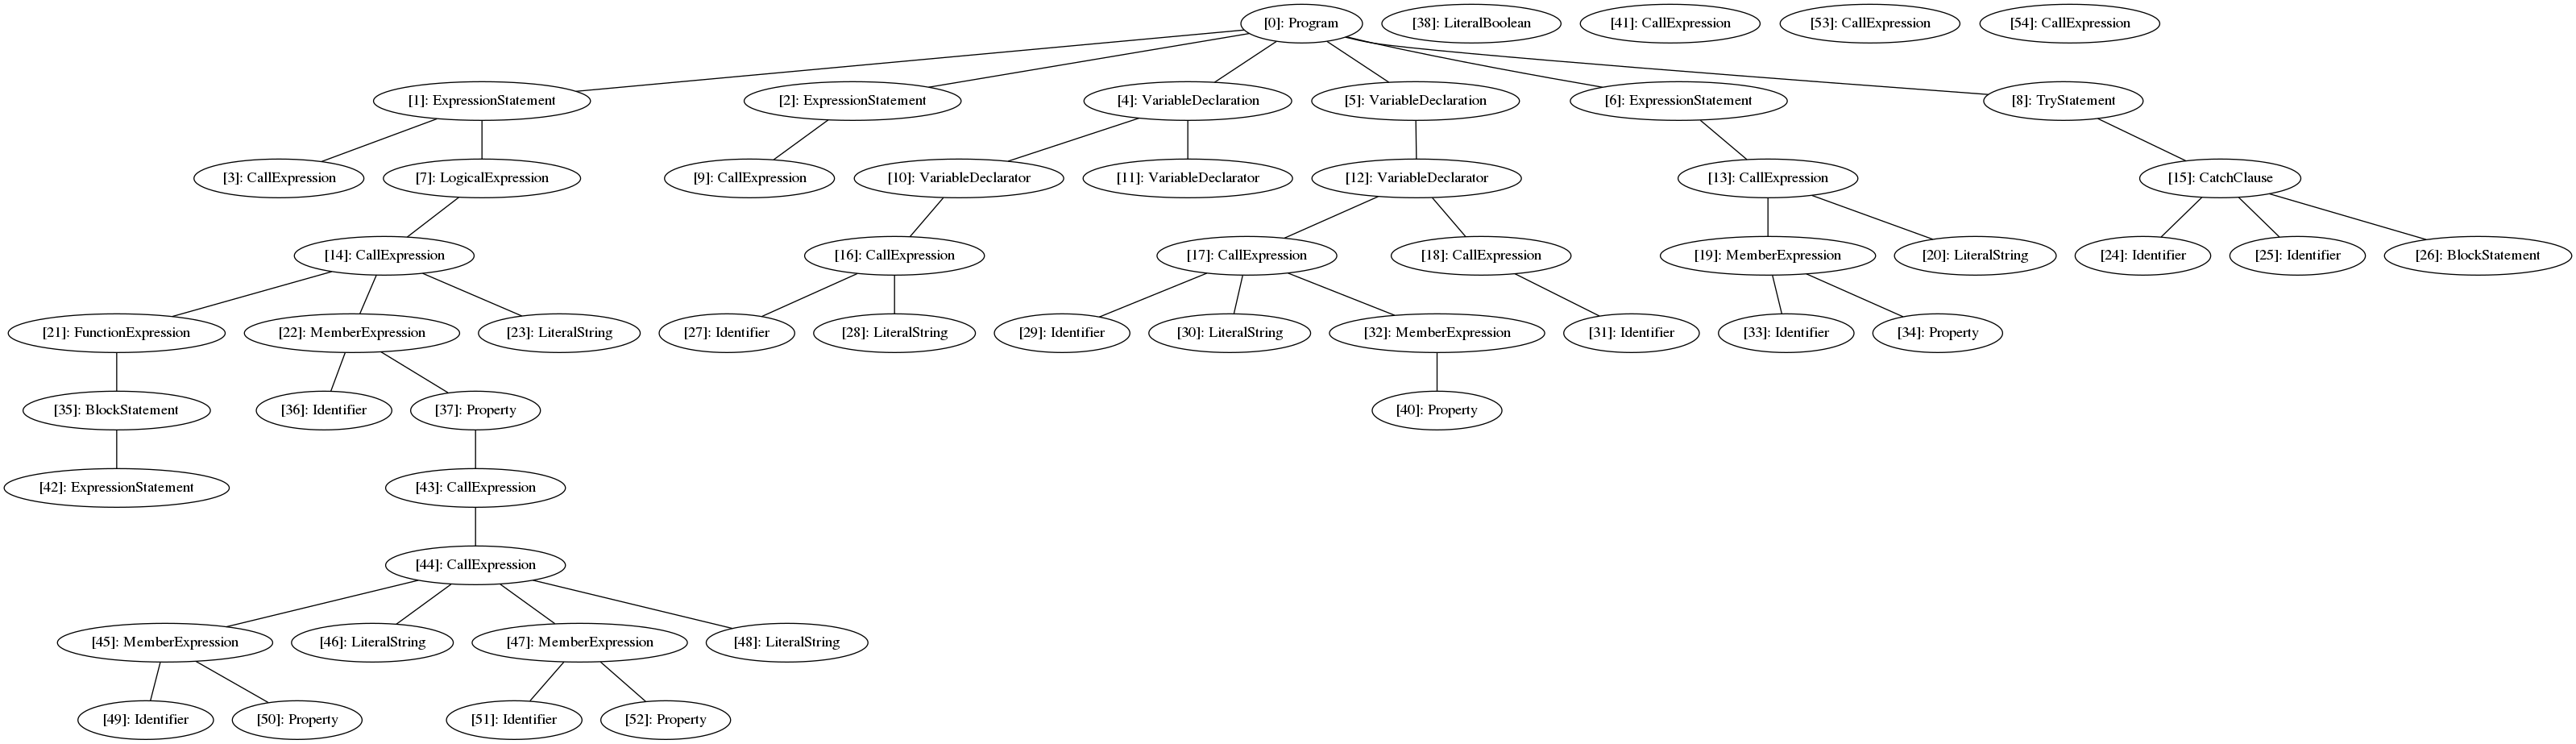 [0]: Program
[38]: LiteralBoolean
[41]: CallExpression
[53]: CallExpression
[54]: CallExpression
[1]: ExpressionStatement
[2]: ExpressionStatement
[4]: VariableDeclaration
[5]: VariableDeclaration
[6]: ExpressionStatement
[8]: TryStatement
[3]: CallExpression
[7]: LogicalExpression
[9]: CallExpression
[10]: VariableDeclarator
[11]: VariableDeclarator
[12]: VariableDeclarator
[13]: CallExpression
[15]: CatchClause
[14]: CallExpression
[16]: CallExpression
[17]: CallExpression
[18]: CallExpression
[19]: MemberExpression
[20]: LiteralString
[24]: Identifier
[25]: Identifier
[26]: BlockStatement
[21]: FunctionExpression
[22]: MemberExpression
[23]: LiteralString
[27]: Identifier
[28]: LiteralString
[29]: Identifier
[30]: LiteralString
[32]: MemberExpression
[31]: Identifier
[33]: Identifier
[34]: Property
[35]: BlockStatement
[36]: Identifier
[37]: Property
[40]: Property
[42]: ExpressionStatement
[43]: CallExpression
[44]: CallExpression
[45]: MemberExpression
[46]: LiteralString
[47]: MemberExpression
[48]: LiteralString
[49]: Identifier
[50]: Property
[51]: Identifier
[52]: Property